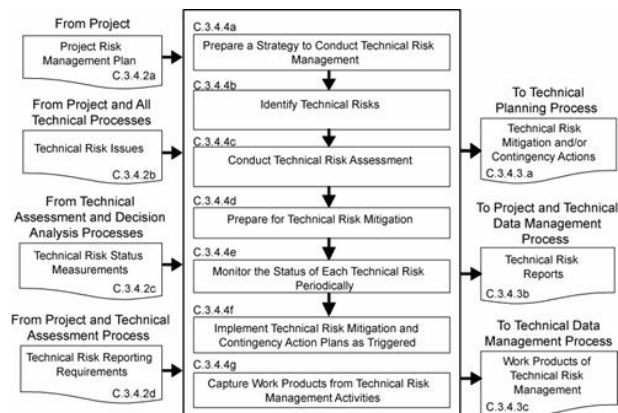 From Project
Project Risk
Management Plan
C.3.4.2a
From Project and All
Technical Processes
Technical Risk Issues
C.3.4.2b
From Technical
Assessment and Decision
Analysis Processes
Technical Risk Status
Measurements
C.3.4.2c
From Project and Technical
Assessment Process
Technical Risk Reporting
Requirements
C.3.4.2d
C.3.4.4a
Prepare a Strategy to Conduct Technical Risk
Management
C.3.4.4b
Identify Technical Risks
C.3.4.4c
Conduct Technical Risk Assessment
C.3.4.4d
Prepare for Technical Risk Mitigation
C.3.4.4e
Monitor the Status of Each Technical Risk
Periodically
C.3.4.4f
Implement Technical Risk Mitigation and
Contingency Action Plans as Triggered
C.3.4.4g
Capture Work Products from Technical Risk
Management Activities
To Technical
Planning Process
Technical Risk
Mitigation and/or
Contingency Actions
C.3.4.3.a
To Project and Technical
Data Management
Process
Technical Risk
Reports
C.3.4.3b
To Technical Data
Management Process
Work Products of
Technical Risk
Management
C.3.4.3c